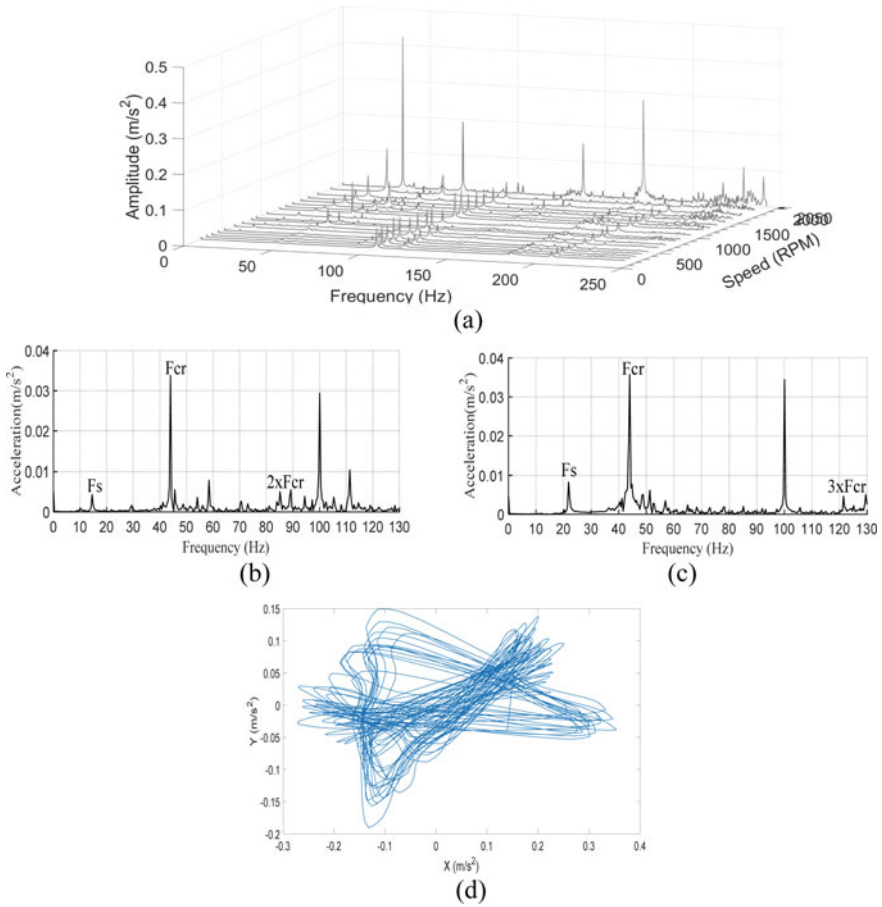 0.5
0.4
0.3
0.2
0.1
0
Amplitude (m/s²)
0
50
100
150
200
250
Frequency (Hz)
0
500
1000
1500
2000
2050
Speed (RPM)
(a)
0.04
0.03
0.02
0.01
0
Acceleration(m/s²)
Fcr
Fs
2xFcr
0 10 20 30 40 50 60 70 80 90 100 110 120 130
Frequency (Hz)
(b)
0.04
0.03
0.02
0.01
0
Acceleration(m/s²)
Fcr
Fs
3xFcr
0 10 20 30 40 50 60 70 80 90 100 110 120 130
Frequency (Hz)
(c)
0.15
0.1
0.05
0
-0.05
-0.1
-0.15
-0.2
Y (m/s²)
-0.3 -0.2 -0.1 0 0.1 0.2 0.3 0.4
X (m/s²)
(d)